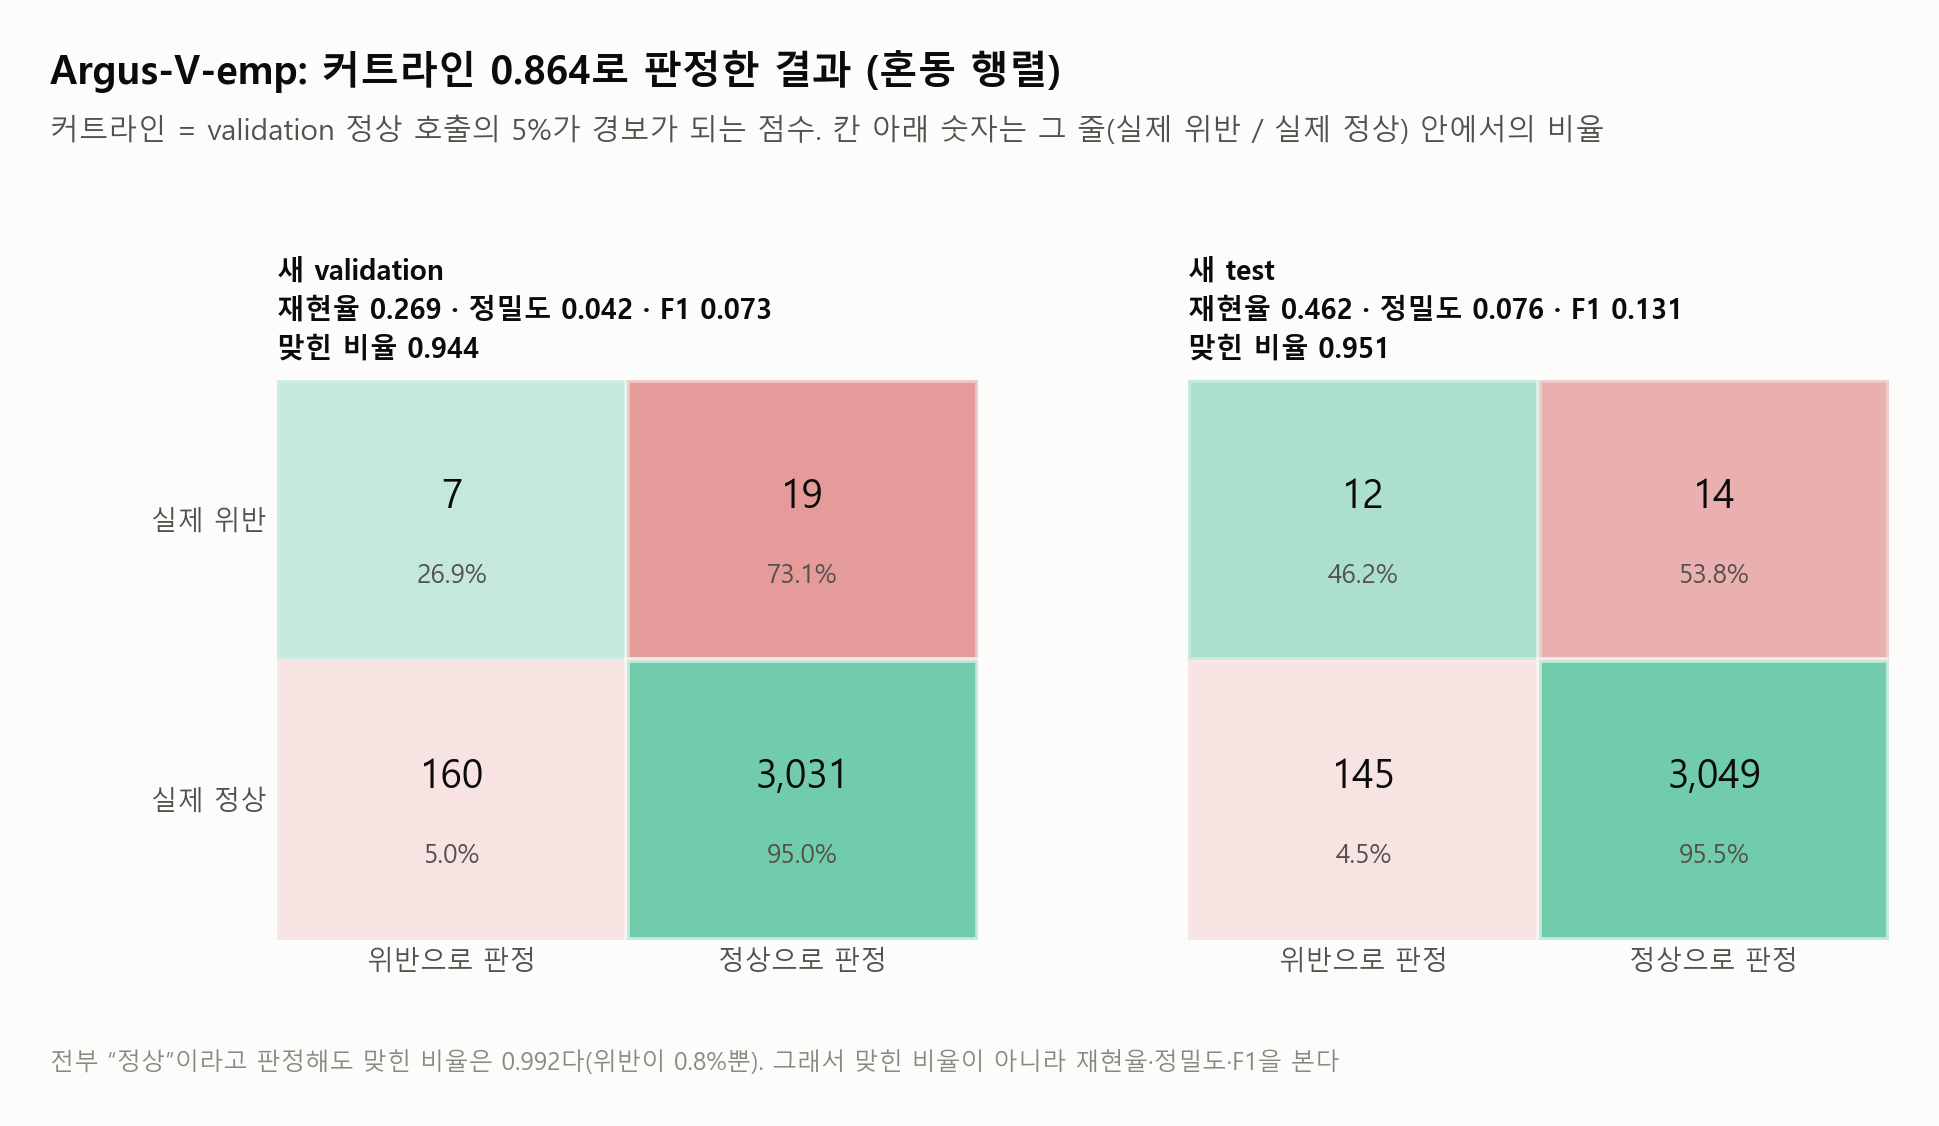 Argus-V-emp: 커트라인 0.864로 판정한 결과 (혼동 행렬)
커트라인 = validation 정상 호출의 5%가 경보가 되는 점수. 칸 아래 숫자는 그 줄(실제 위반 / 실제 정상) 안에서의 비율
새 validation
재현율 0.269 · 정밀도 0.042 · F1 0.073
맞힌 비율 0.944
실제 위반
7
19
26.9%
73.1%
실제 정상
160
3,031
5.0%
95.0%
위반으로 판정
정상으로 판정
새 test
재현율 0.462 · 정밀도 0.076 · F1 0.131
맞힌 비율 0.951
12
14
46.2%
53.8%
145
3,049
4.5%
95.5%
위반으로 판정
정상으로 판정
전부 “정상”이라고 판정해도 맞힌 비율은 0.992다(위반이 0.8%뿐). 그래서 맞힌 비율이 아니라 재현율·정밀도·F1을 본다